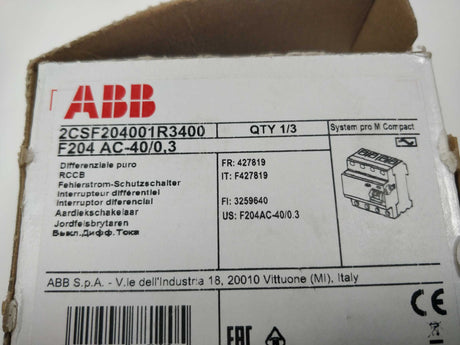 ABB
2CSF204001R3400
QTY 1/3
System pro M Compact
F204 AC-40/0,3
Differenziale puro
RCCB
Fehlerstrom-Schutzschalter
Interrupteur differentiel
Interruptor diferencial
Aardlekschakelaar
Jordfelsbrytaren
Выкл.Дифф. Тока
FR: 427819
IT: F427819
FI: 3259640
US: F204AC-40/0.3
ABB S.p.A. - V.le dell'Industria 18, 20010 Vittuone (MI), Italy
EAC
CE